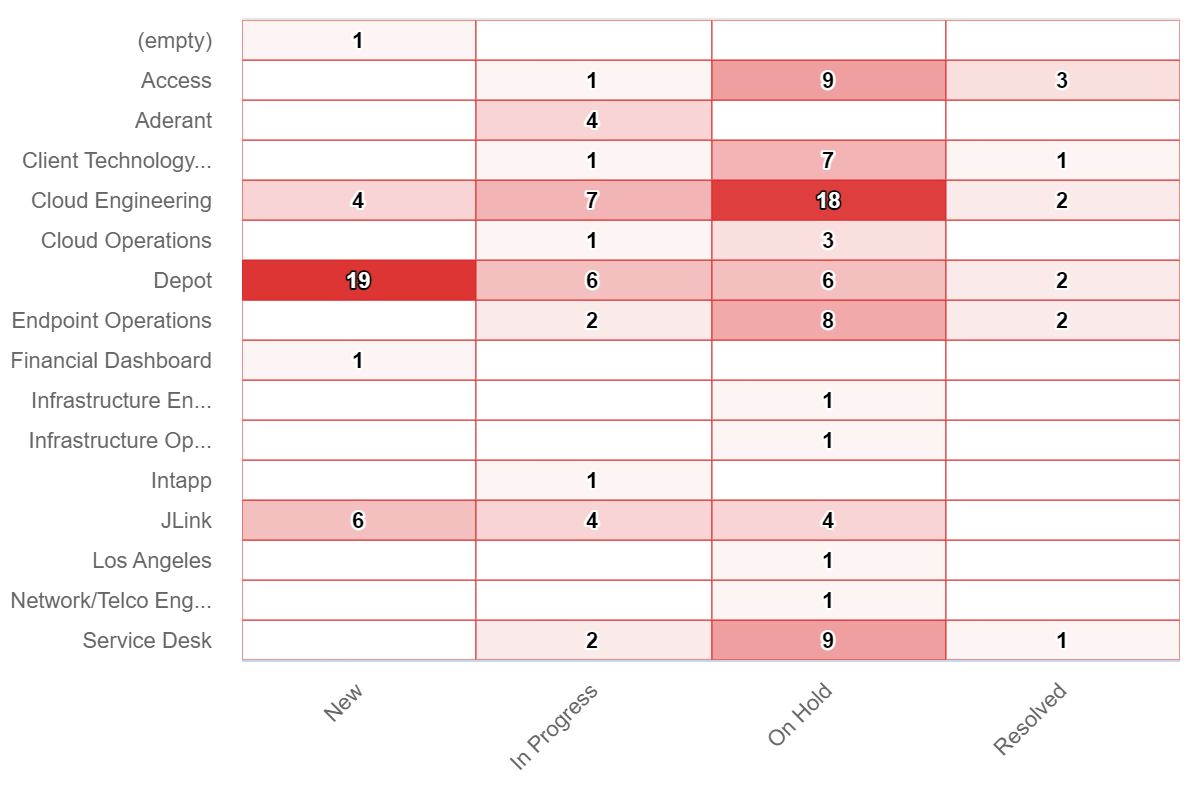 (empty) 1
Access 1 9 3
Aderant 4
Client Technology... 1 7 1
Cloud Engineering 4 7 18 2
Cloud Operations 1 3
Depot 19 6 6 2
Endpoint Operations 2 8 2
Financial Dashboard 1
Infrastructure En... 1
Infrastructure Op... 1
Intapp 1
JLink 6 4 4
Los Angeles 1
Network/Telco Eng... 1
Service Desk 2 9 1
New In Progress On Hold Resolved